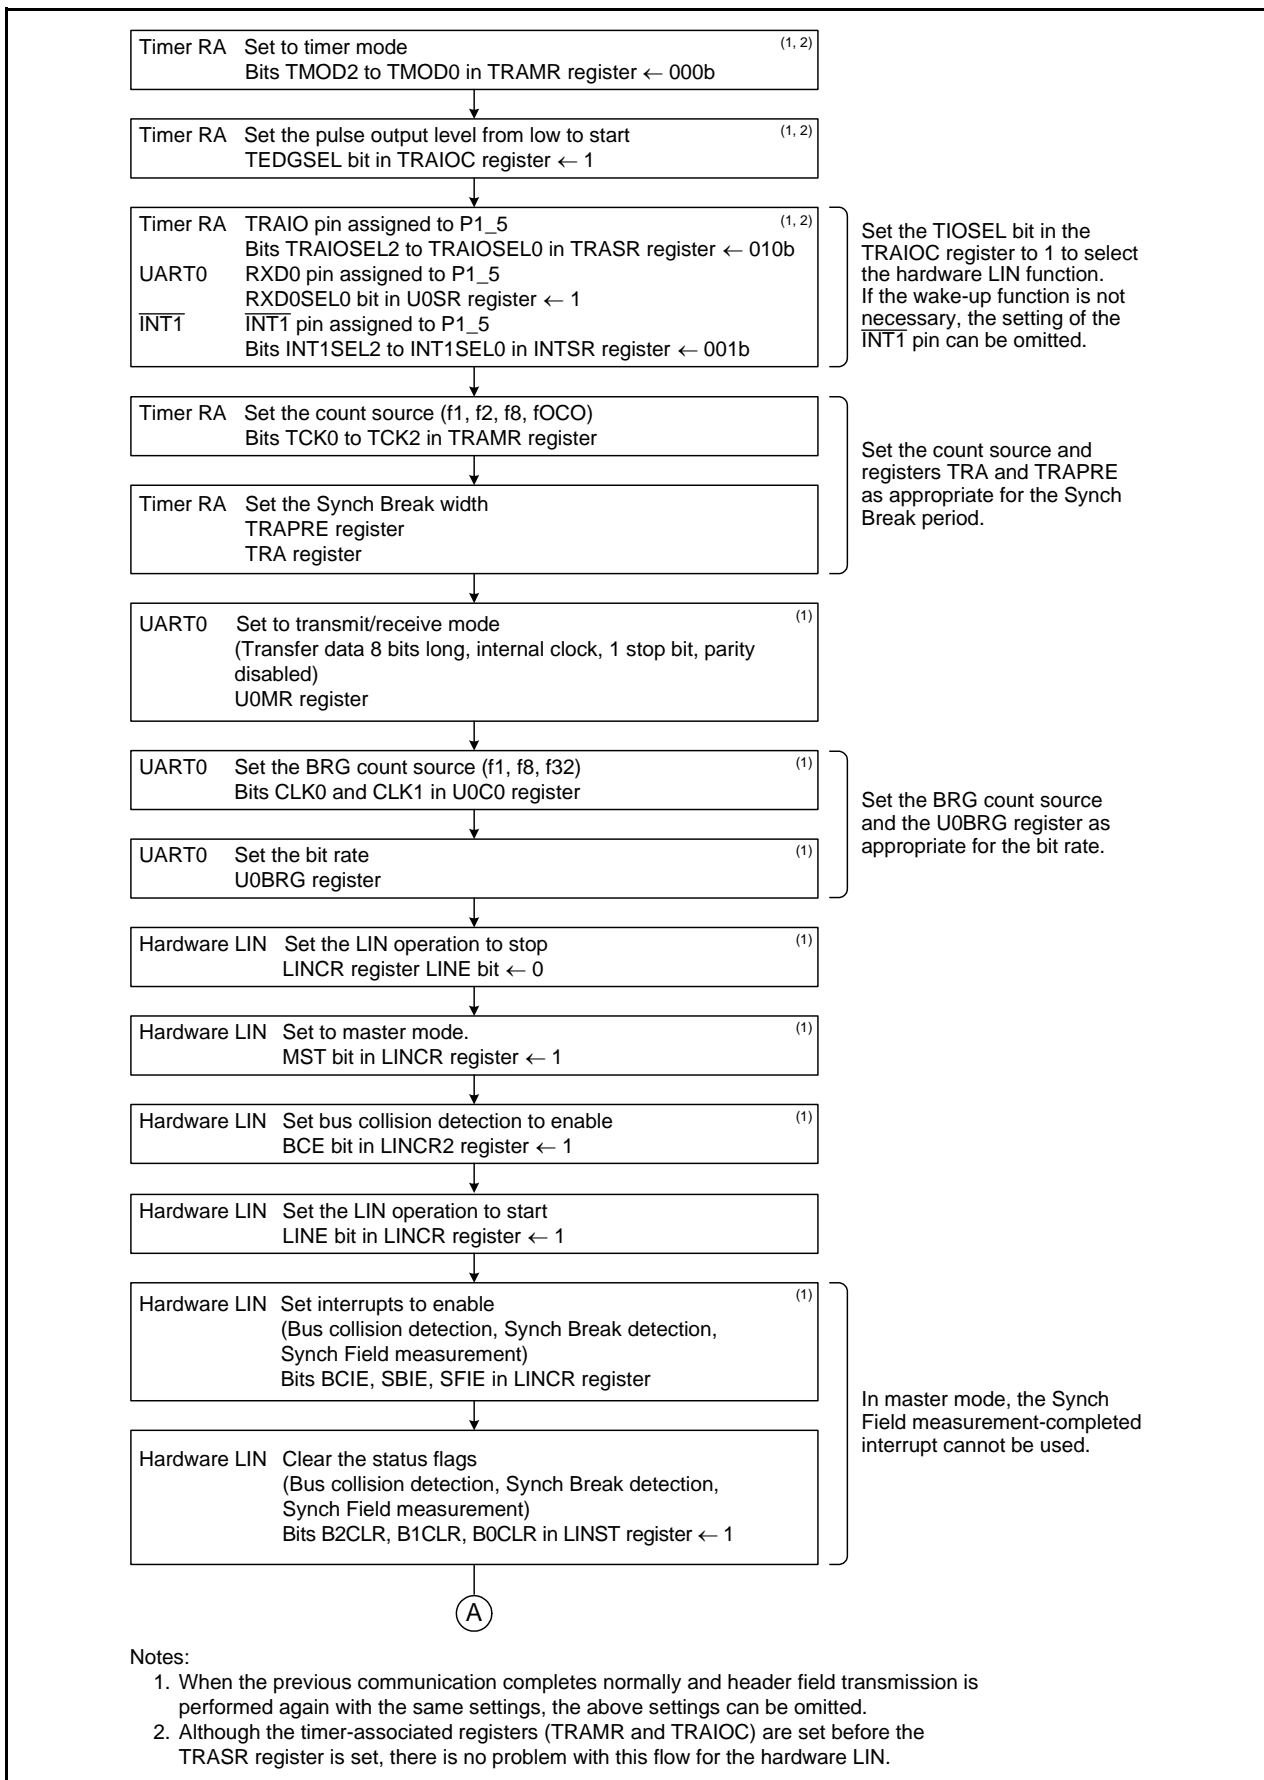 Timer RA Set to timer mode (1, 2)
Bits TMOD2 to TMOD0 in TRAMR register ← 000b
Timer RA Set the pulse output level from low to start (1, 2)
TEDGSEL bit in TRAIOC register ← 1
Timer RA TRAIO pin assigned to P1_5 (1, 2)
Bits TRAIOSEL2 to TRAIOSEL0 in TRASR register ← 010b
UART0 RXD0 pin assigned to P1_5
RXD0SEL0 bit in U0SR register ← 1
INT1 INT1 pin assigned to P1_5
Bits INT1SEL2 to INT1SEL0 in INTSR register ← 001b
Set the TIOSEL bit in the
TRAIOC register to 1 to select
the hardware LIN function.
If the wake-up function is not
necessary, the setting of the
INT1 pin can be omitted.
Timer RA Set the count source (f1, f2, f8, fOCO)
Bits TCK0 to TCK2 in TRAMR register
Timer RA Set the Synch Break width
TRAPRE register
TRA register
Set the count source and
registers TRA and TRAPRE
as appropriate for the Synch
Break period.
UART0 Set to transmit/receive mode (1)
(Transfer data 8 bits long, internal clock, 1 stop bit, parity
disabled)
U0MR register
UART0 Set the BRG count source (f1, f8, f32) (1)
Bits CLK0 and CLK1 in U0C0 register
UART0 Set the bit rate (1)
U0BRG register
Set the BRG count source
and the U0BRG register as
appropriate for the bit rate.
Hardware LIN Set the LIN operation to stop (1)
LINCR register LINE bit ← 0
Hardware LIN Set to master mode. (1)
MST bit in LINCR register ← 1
Hardware LIN Set bus collision detection to enable (1)
BCE bit in LINCR2 register ← 1
Hardware LIN Set the LIN operation to start
LINE bit in LINCR register ← 1
Hardware LIN Set interrupts to enable (1)
(Bus collision detection, Synch Break detection,
Synch Field measurement)
Bits BCIE, SBIE, SFIE in LINCR register
Hardware LIN Clear the status flags
(Bus collision detection, Synch Break detection,
Synch Field measurement)
Bits B2CLR, B1CLR, B0CLR in LINST register ← 1
In master mode, the Synch
Field measurement-completed
interrupt cannot be used.
A
Notes:
1. When the previous communication completes normally and header field transmission is
performed again with the same settings, the above settings can be omitted.
2. Although the timer-associated registers (TRAMR and TRAIOC) are set before the
TRASR register is set, there is no problem with this flow for the hardware LIN.